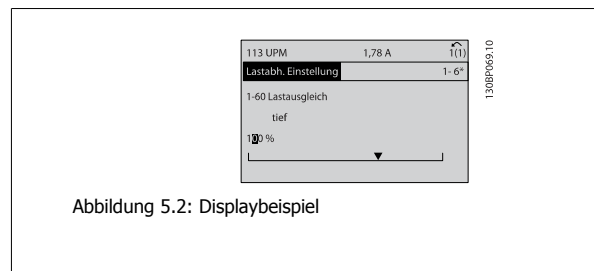 113 UPM 1,78 A 1(1)
Lastabh. Einstellung 1- 6*
1-60 Lastausgleich
tief
100 %
130BP069.10
Abbildung 5.2: Displaybeispiel